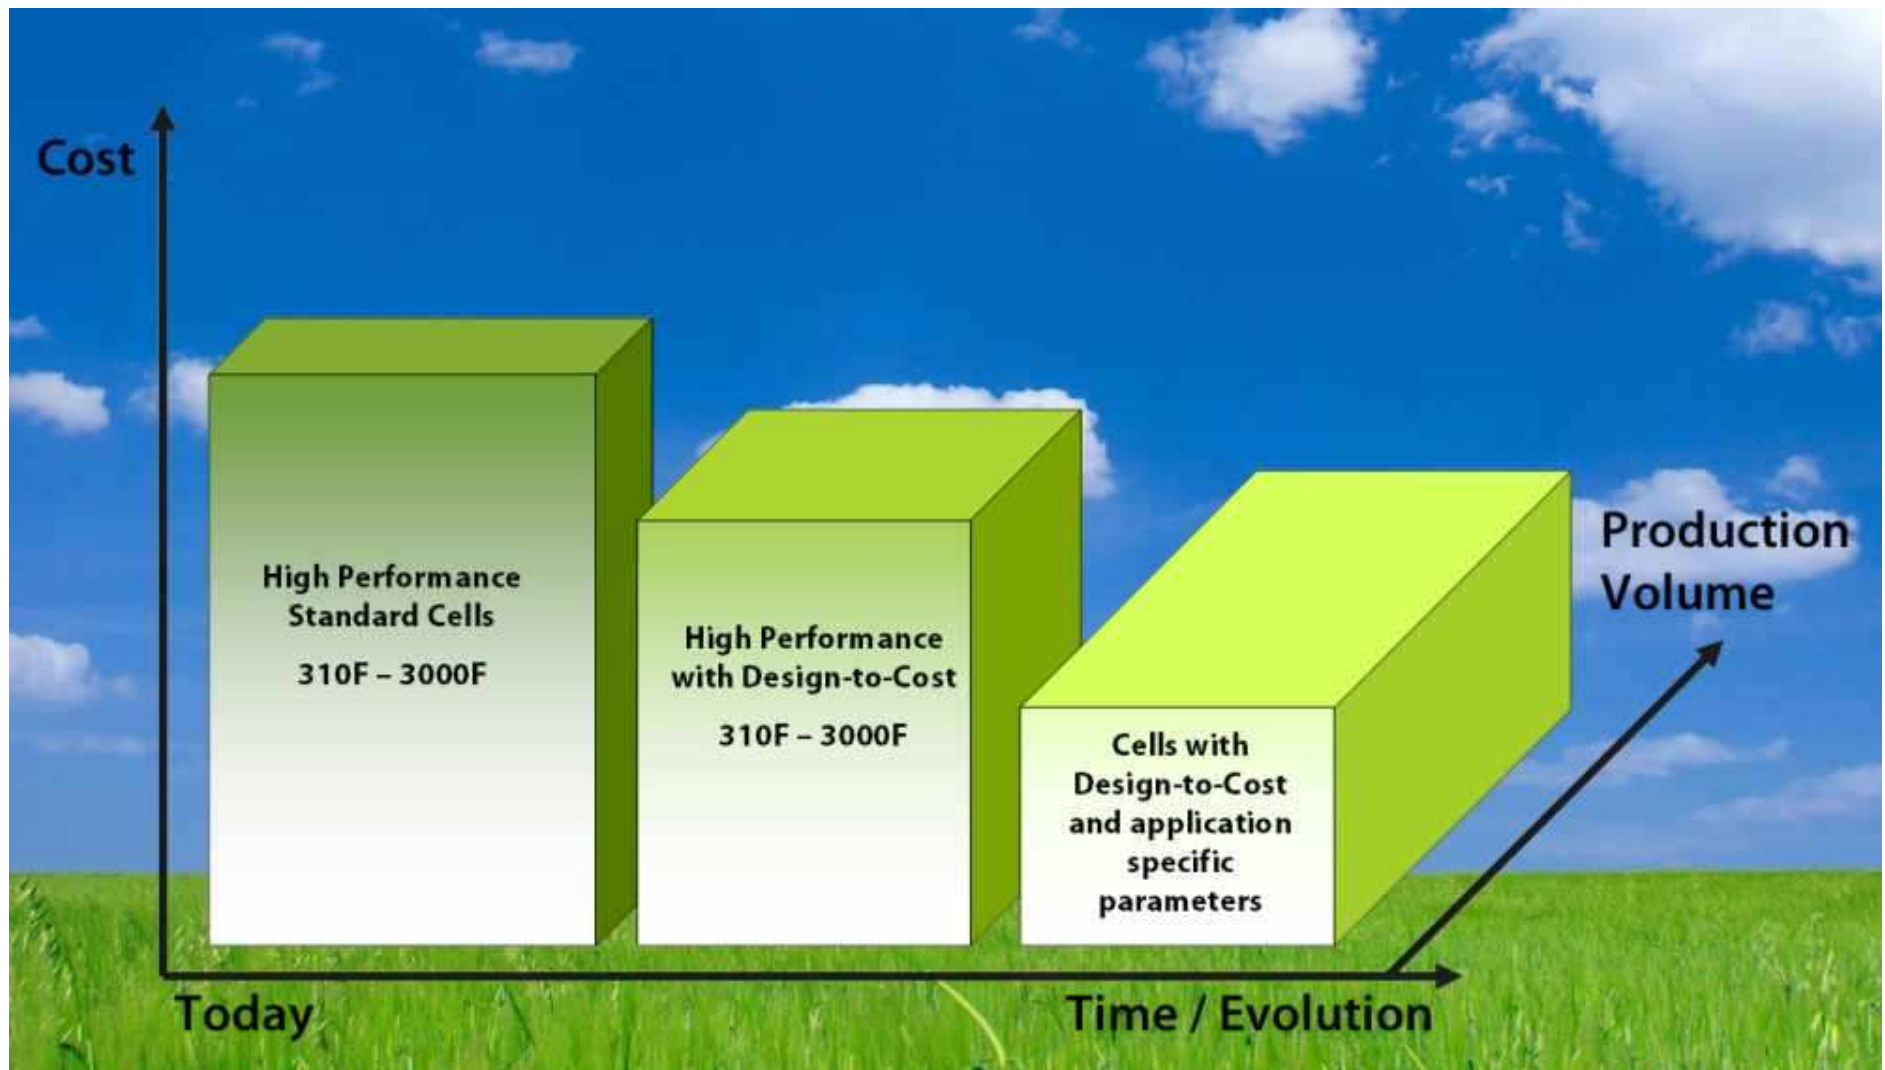 Cost
High Performance
Standard Cells
310F – 3000F
High Performance
with Design-to-Cost
310F – 3000F
Cells with
Design-to-Cost
and application
specific
parameters
Production
Volume
Today
Time / Evolution